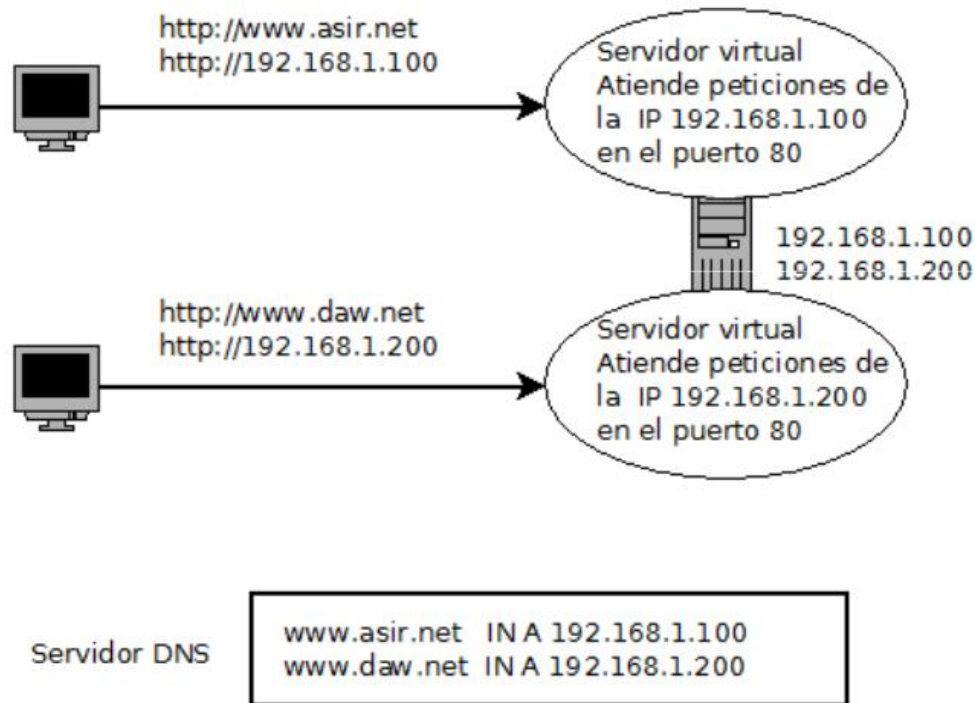 http://www.asir.net
http://192.168.1.100
Servidor virtual
Atiende peticiones de
la IP 192.168.1.100
en el puerto 80
192.168.1.100
192.168.1.200
http://www.daw.net
http://192.168.1.200
Servidor virtual
Atiende peticiones de
la IP 192.168.1.200
en el puerto 80
Servidor DNS
www.asir.net IN A 192.168.1.100
www.daw.net IN A 192.168.1.200